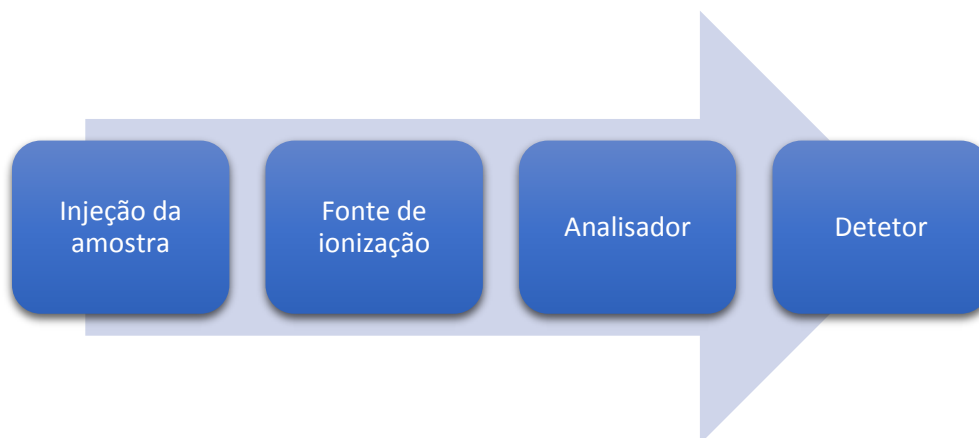 Injeção da
amostra
Fonte de
ionização
Analisador
Detetor